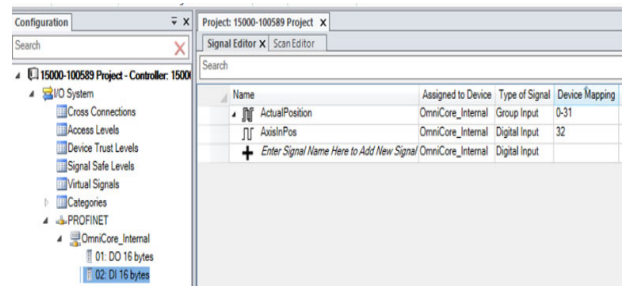 Configuration
Search
15000-100589 Project - Controller: 1500
I/O System
Cross Connections
Access Levels
Device Trust Levels
Signal Safe Levels
Virtual Signals
Categories
PROFINET
OmniCore_Internal
01: DO 16 bytes
02: DI 16 bytes
Project: 15000-100589 Project X
Signal Editor X Scan Editor
Search
Name Assigned to Device Type of Signal Device Mapping
ActualPosition OmniCore_Internal Group Input 0-31
AxisInPos OmniCore_Internal Digital Input 32
Enter Signal Name Here to Add New Signal OmniCore_Internal Digital Input